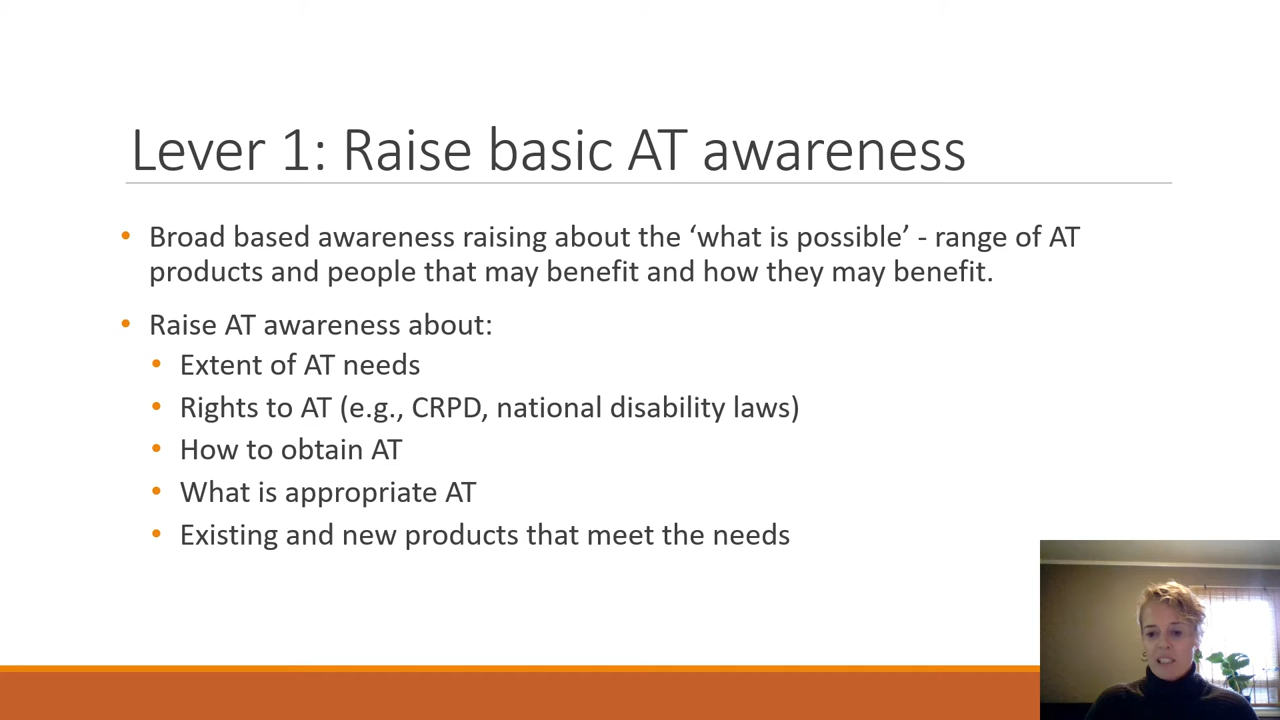 Lever 1: Raise basic AT awareness
• Broad based awareness raising about the ‘what is possible’ - range of AT
products and people that may benefit and how they may benefit.
• Raise AT awareness about:
• Extent of AT needs
• Rights to AT (e.g., CRPD, national disability laws)
• How to obtain AT
• What is appropriate AT
• Existing and new products that meet the needs